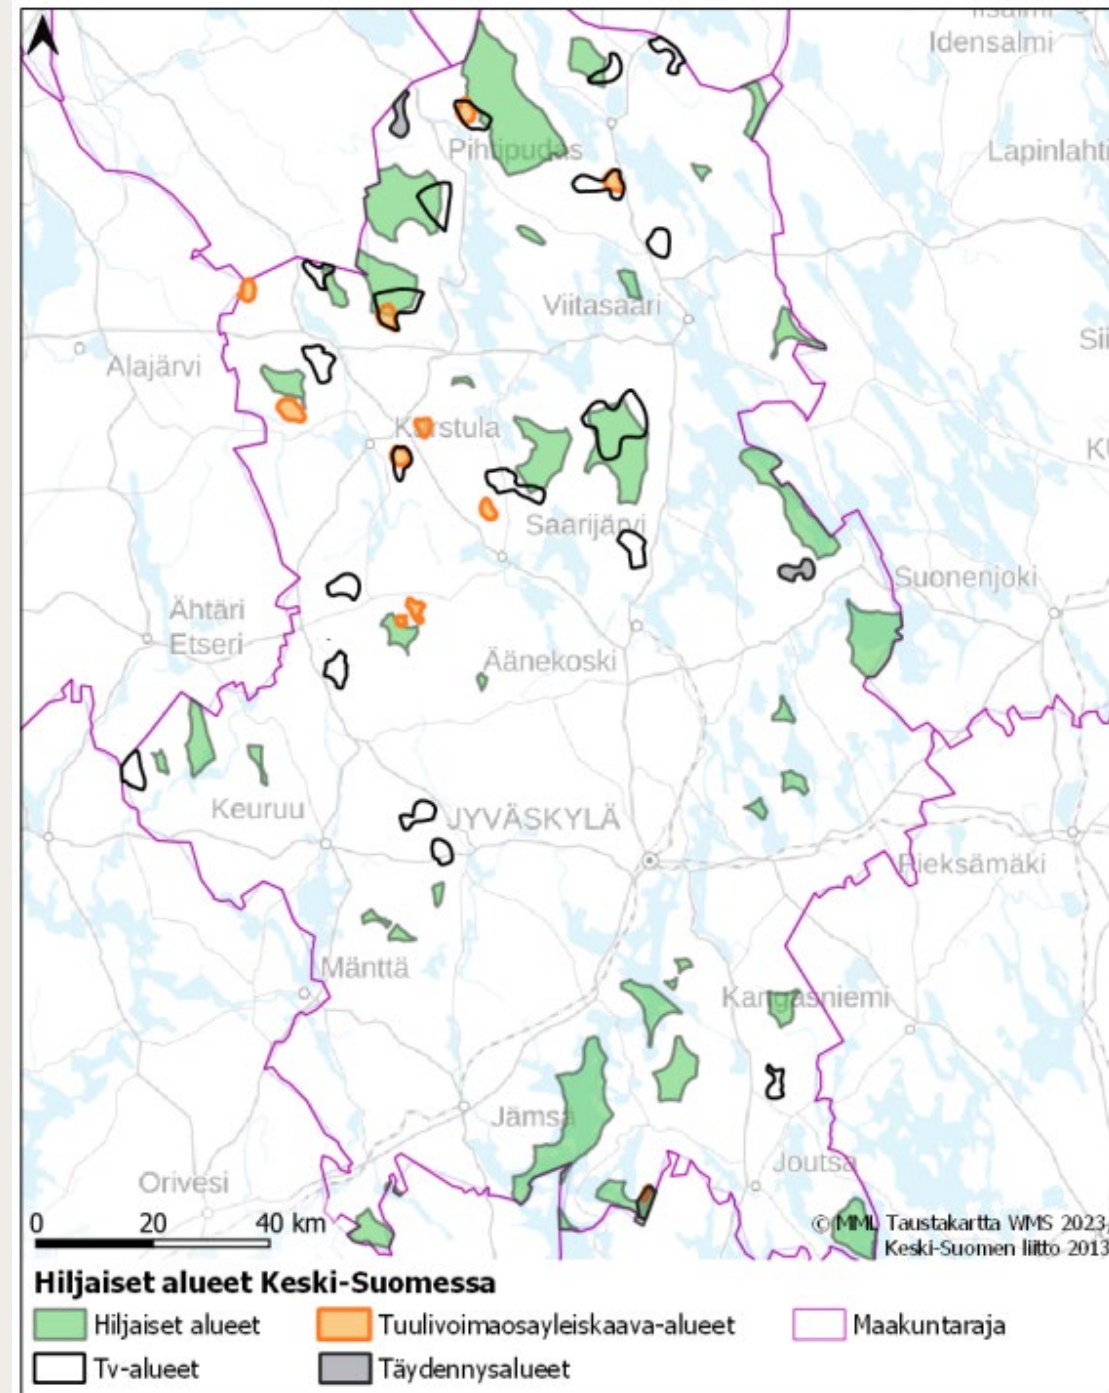 Idensalmi
Lapinlahti
Pihtipudas
Viitasaari
Alajärvi
Karstula
Saarijärvi
Suonenjoki
Ähtäri
Etseri
Äänekoski
Keuruu
JYVÄSKYLÄ
Pieksämäki
Mänttä
Kangasniemi
Jämsä
Joutsa
Orivesi
0 20 40 km
© MML Taustakartta WMS 2023,
Keski-Suomen liitto 2013
Hiljaiset alueet Keski-Suomessa
Hiljaiset alueet Tuulivoimaosayleiskaava-alueet Maakuntaraja
Tv-alueet Täydennysalueet